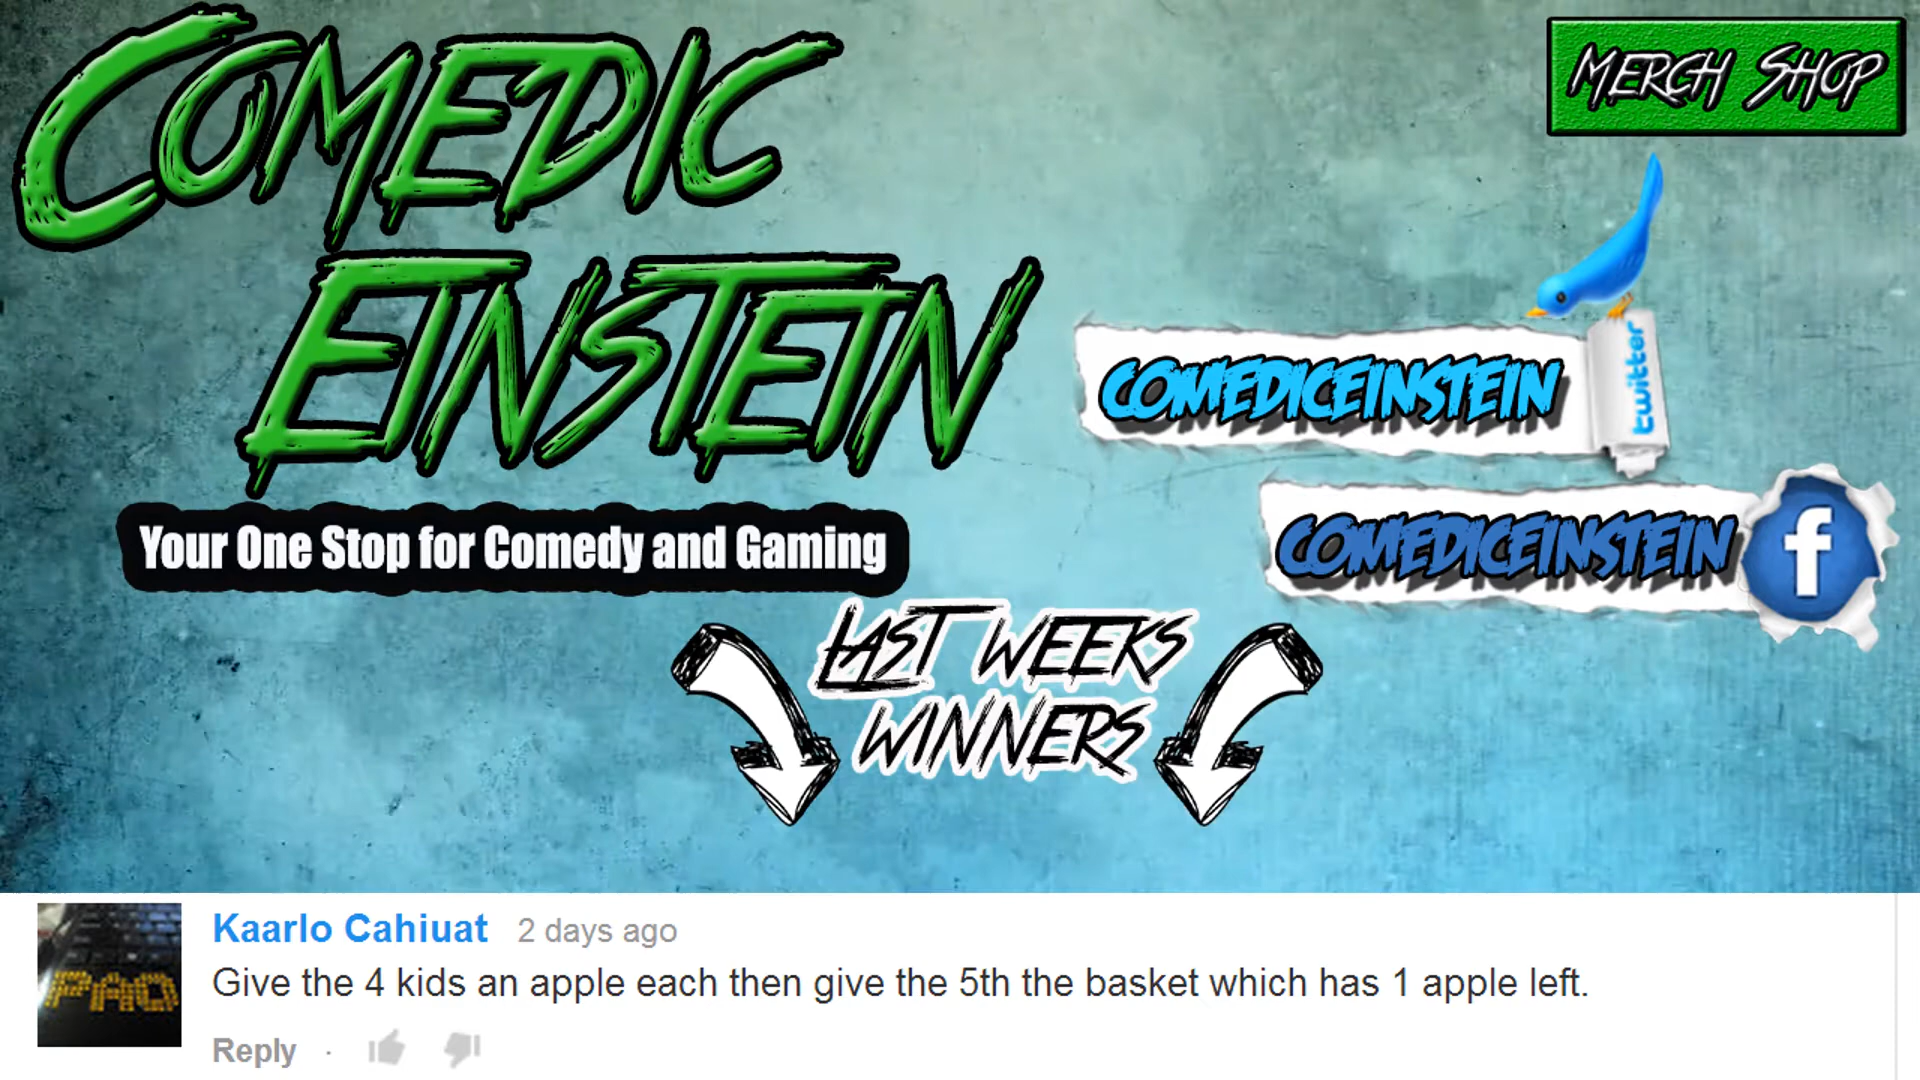 COMEDIC
EINSTEIN
Your One Stop for Comedy and Gaming
MERCH SHOP
COMEDICEINSTEIN
twitter
COMEDICEINSTEIN
f
LAST WEEKS
WINNERS
Kaarlo Cahiuat 2 days ago
Give the 4 kids an apple each then give the 5th the basket which has 1 apple left.
PAO
Reply ·